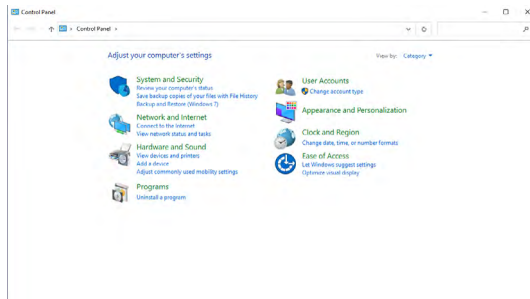 Control Panel
Control Panel
Adjust your computer's settings
View by: Category
System and Security
Review your computer's status
Save backup copies of your files with File History
Backup and Restore (Windows 7)
Network and Internet
Connect to the Internet
View network status and tasks
Hardware and Sound
View devices and printers
Add a device
Adjust commonly used mobility settings
Programs
Uninstall a program
User Accounts
Change account type
Appearance and Personalization
Clock and Region
Change date, time, or number formats
Ease of Access
Let Windows suggest settings
Optimize visual display